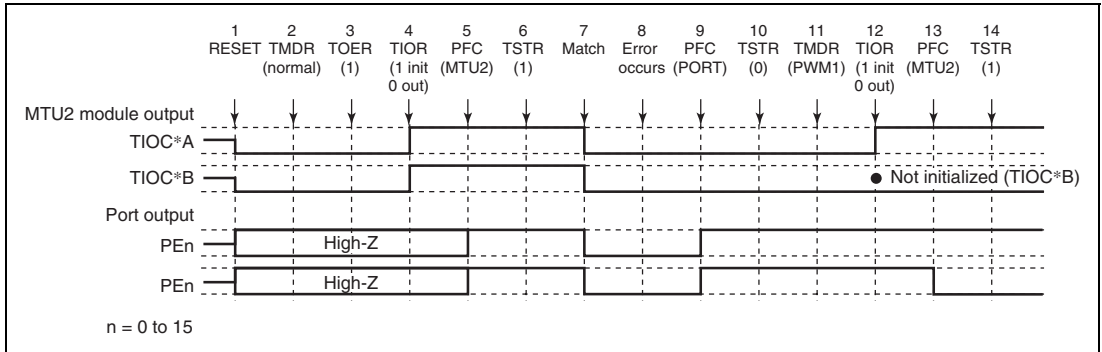 1 2 3 4 5 6 7 8 9 10 11 12 13 14
RESET TMDR TOER TIOR PFC TSTR Match Error PFC TSTR TMDR TIOR PFC TSTR
(normal) (1) (1 init (MTU2) (1) occurs (PORT) (0) (PWM1) (1 init (MTU2) (1)
0 out) 0 out)
MTU2 module output
TIOC*A
TIOC*B ● Not initialized (TIOC*B)
Port output
PEn High-Z
PEn High-Z
n = 0 to 15